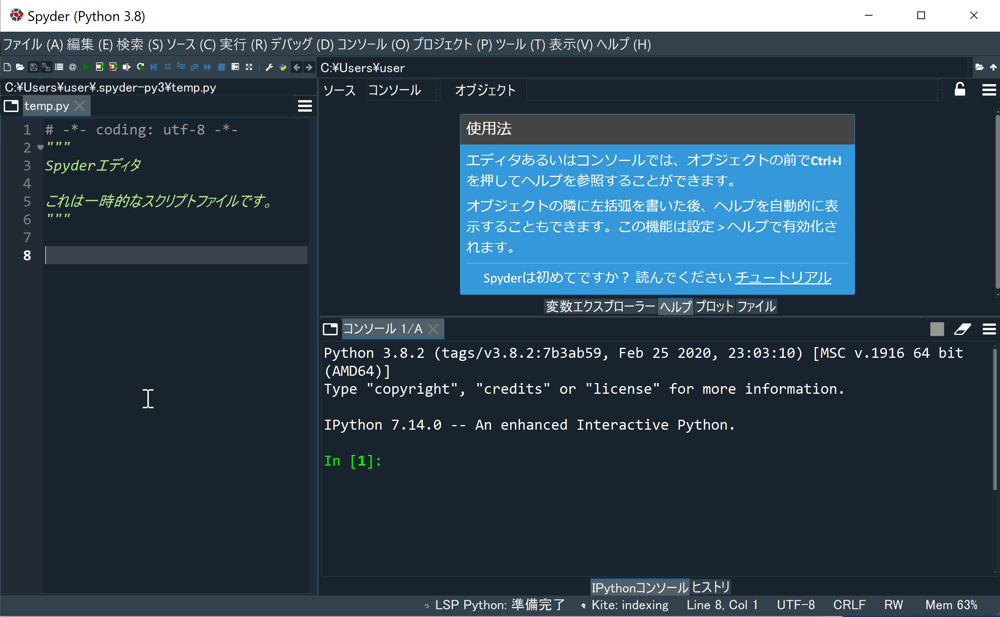 Spyder (Python 3.8)
ファイル (A) 編集 (E) 検索 (S) ソース (C) 実行 (R) デバッグ (D) コンソール (O) プロジェクト (P) ツール (T) 表示(V) ヘルプ (H)
C:¥Users¥user
C:¥Users¥user¥.spyder-py3¥temp.py
temp.py
1 # -*- coding: utf-8 -*-
2 """
3 Spyderエディタ
4
5 これは一時的なスクリプトファイルです。
6 """
7
8
ソース コンソール オブジェクト
使用法
エディタあるいはコンソールでは、オブジェクトの前でCtrl+I
を押してヘルプを参照することができます。
オブジェクトの隣に左括弧を書いた後、ヘルプを自動的に表
示することもできます。この機能は設定 > ヘルプで有効化さ
れます。
Spyderは初めてですか？ 読んでください チュートリアル
変数エクスプローラー ヘルプ プロット ファイル
コンソール 1/A
Python 3.8.2 (tags/v3.8.2:7b3ab59, Feb 25 2020, 23:03:10) [MSC v.1916 64 bit
(AMD64)]
Type "copyright", "credits" or "license" for more information.
IPython 7.14.0 -- An enhanced Interactive Python.
In [1]:
IPythonコンソール ヒストリ
LSP Python: 準備完了 Kite: indexing Line 8, Col 1 UTF-8 CRLF RW Mem 63%